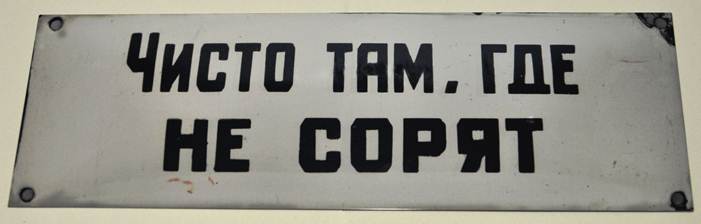 Чисто там, где
не сорят